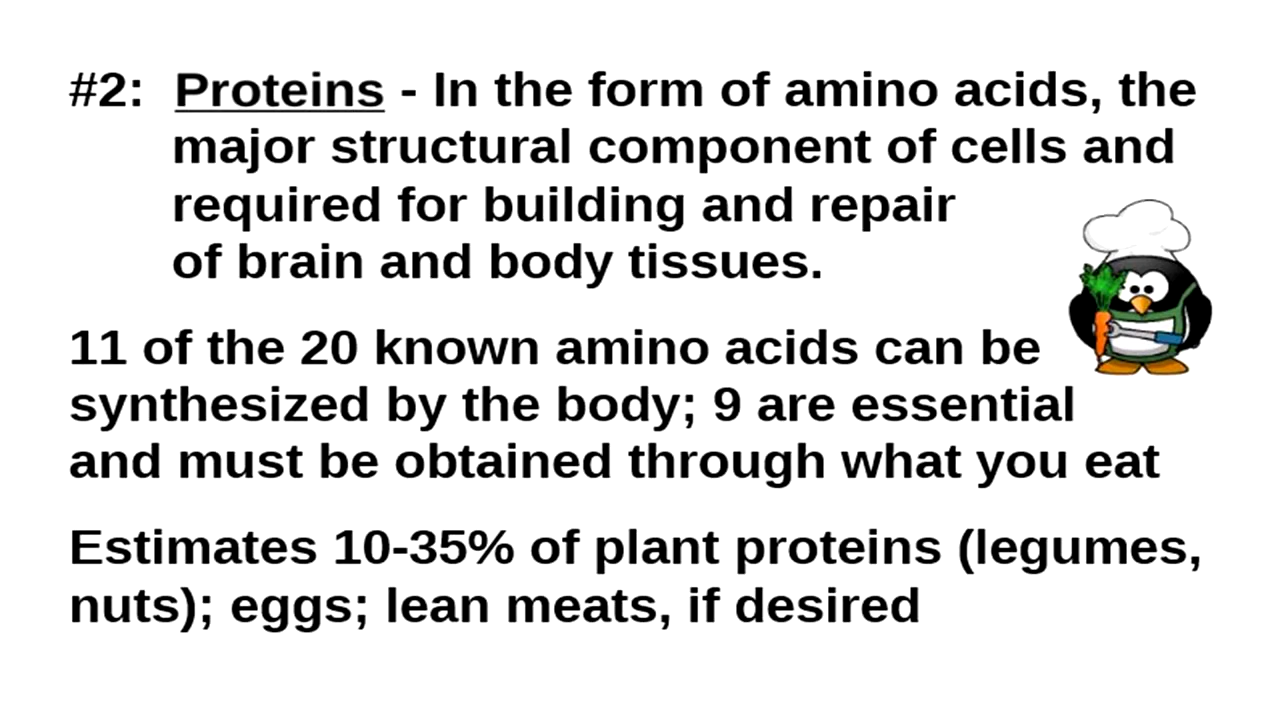 #2: Proteins - In the form of amino acids, the
major structural component of cells and
required for building and repair
of brain and body tissues.
11 of the 20 known amino acids can be
synthesized by the body; 9 are essential
and must be obtained through what you eat
Estimates 10-35% of plant proteins (legumes,
nuts); eggs; lean meats, if desired